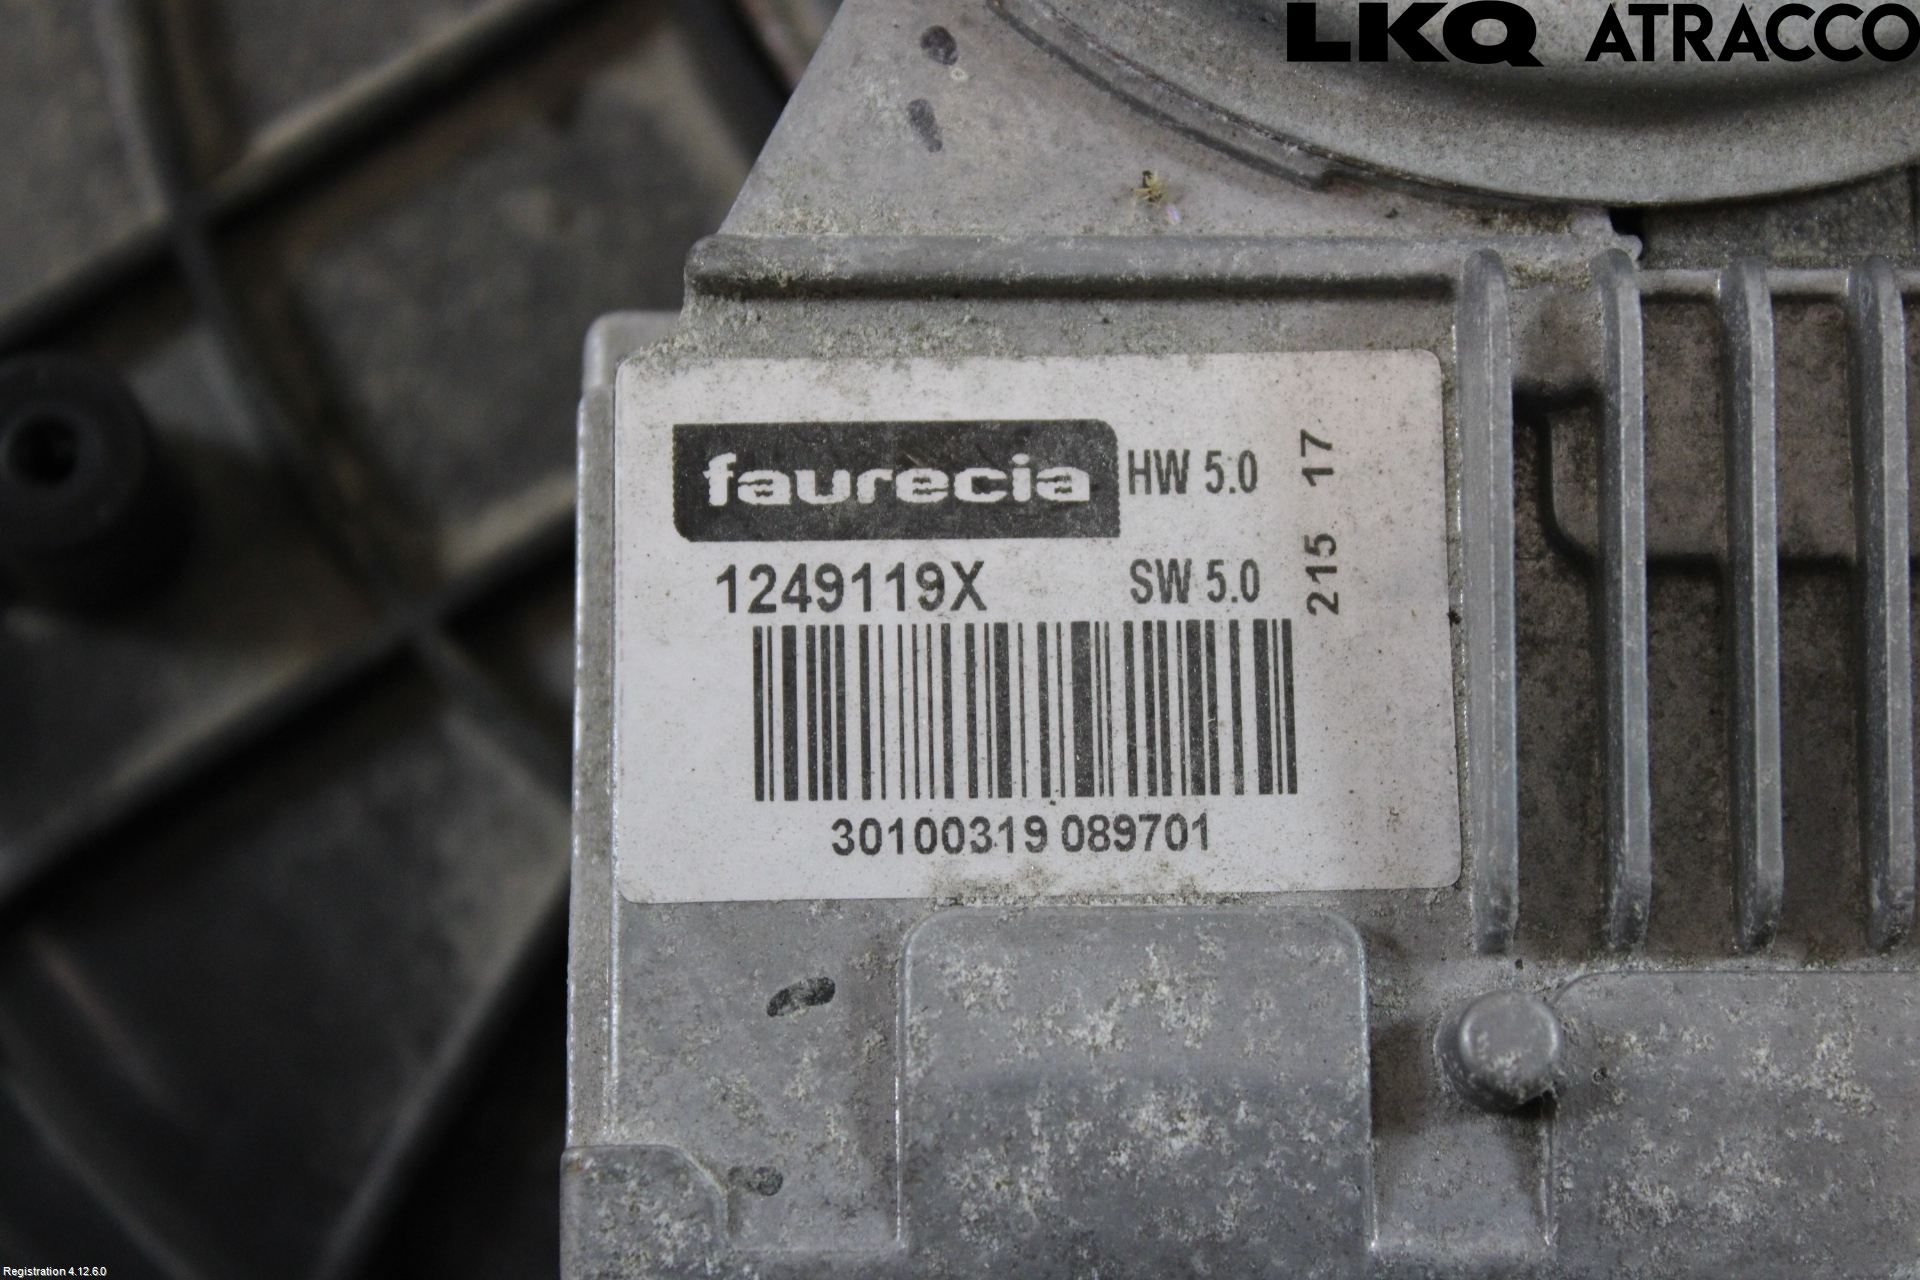 LKQ ATRACCO
faurecia HW 5.0
1249119X SW 5.0
215 17
30100319 089701
Registration 4.12.6.0